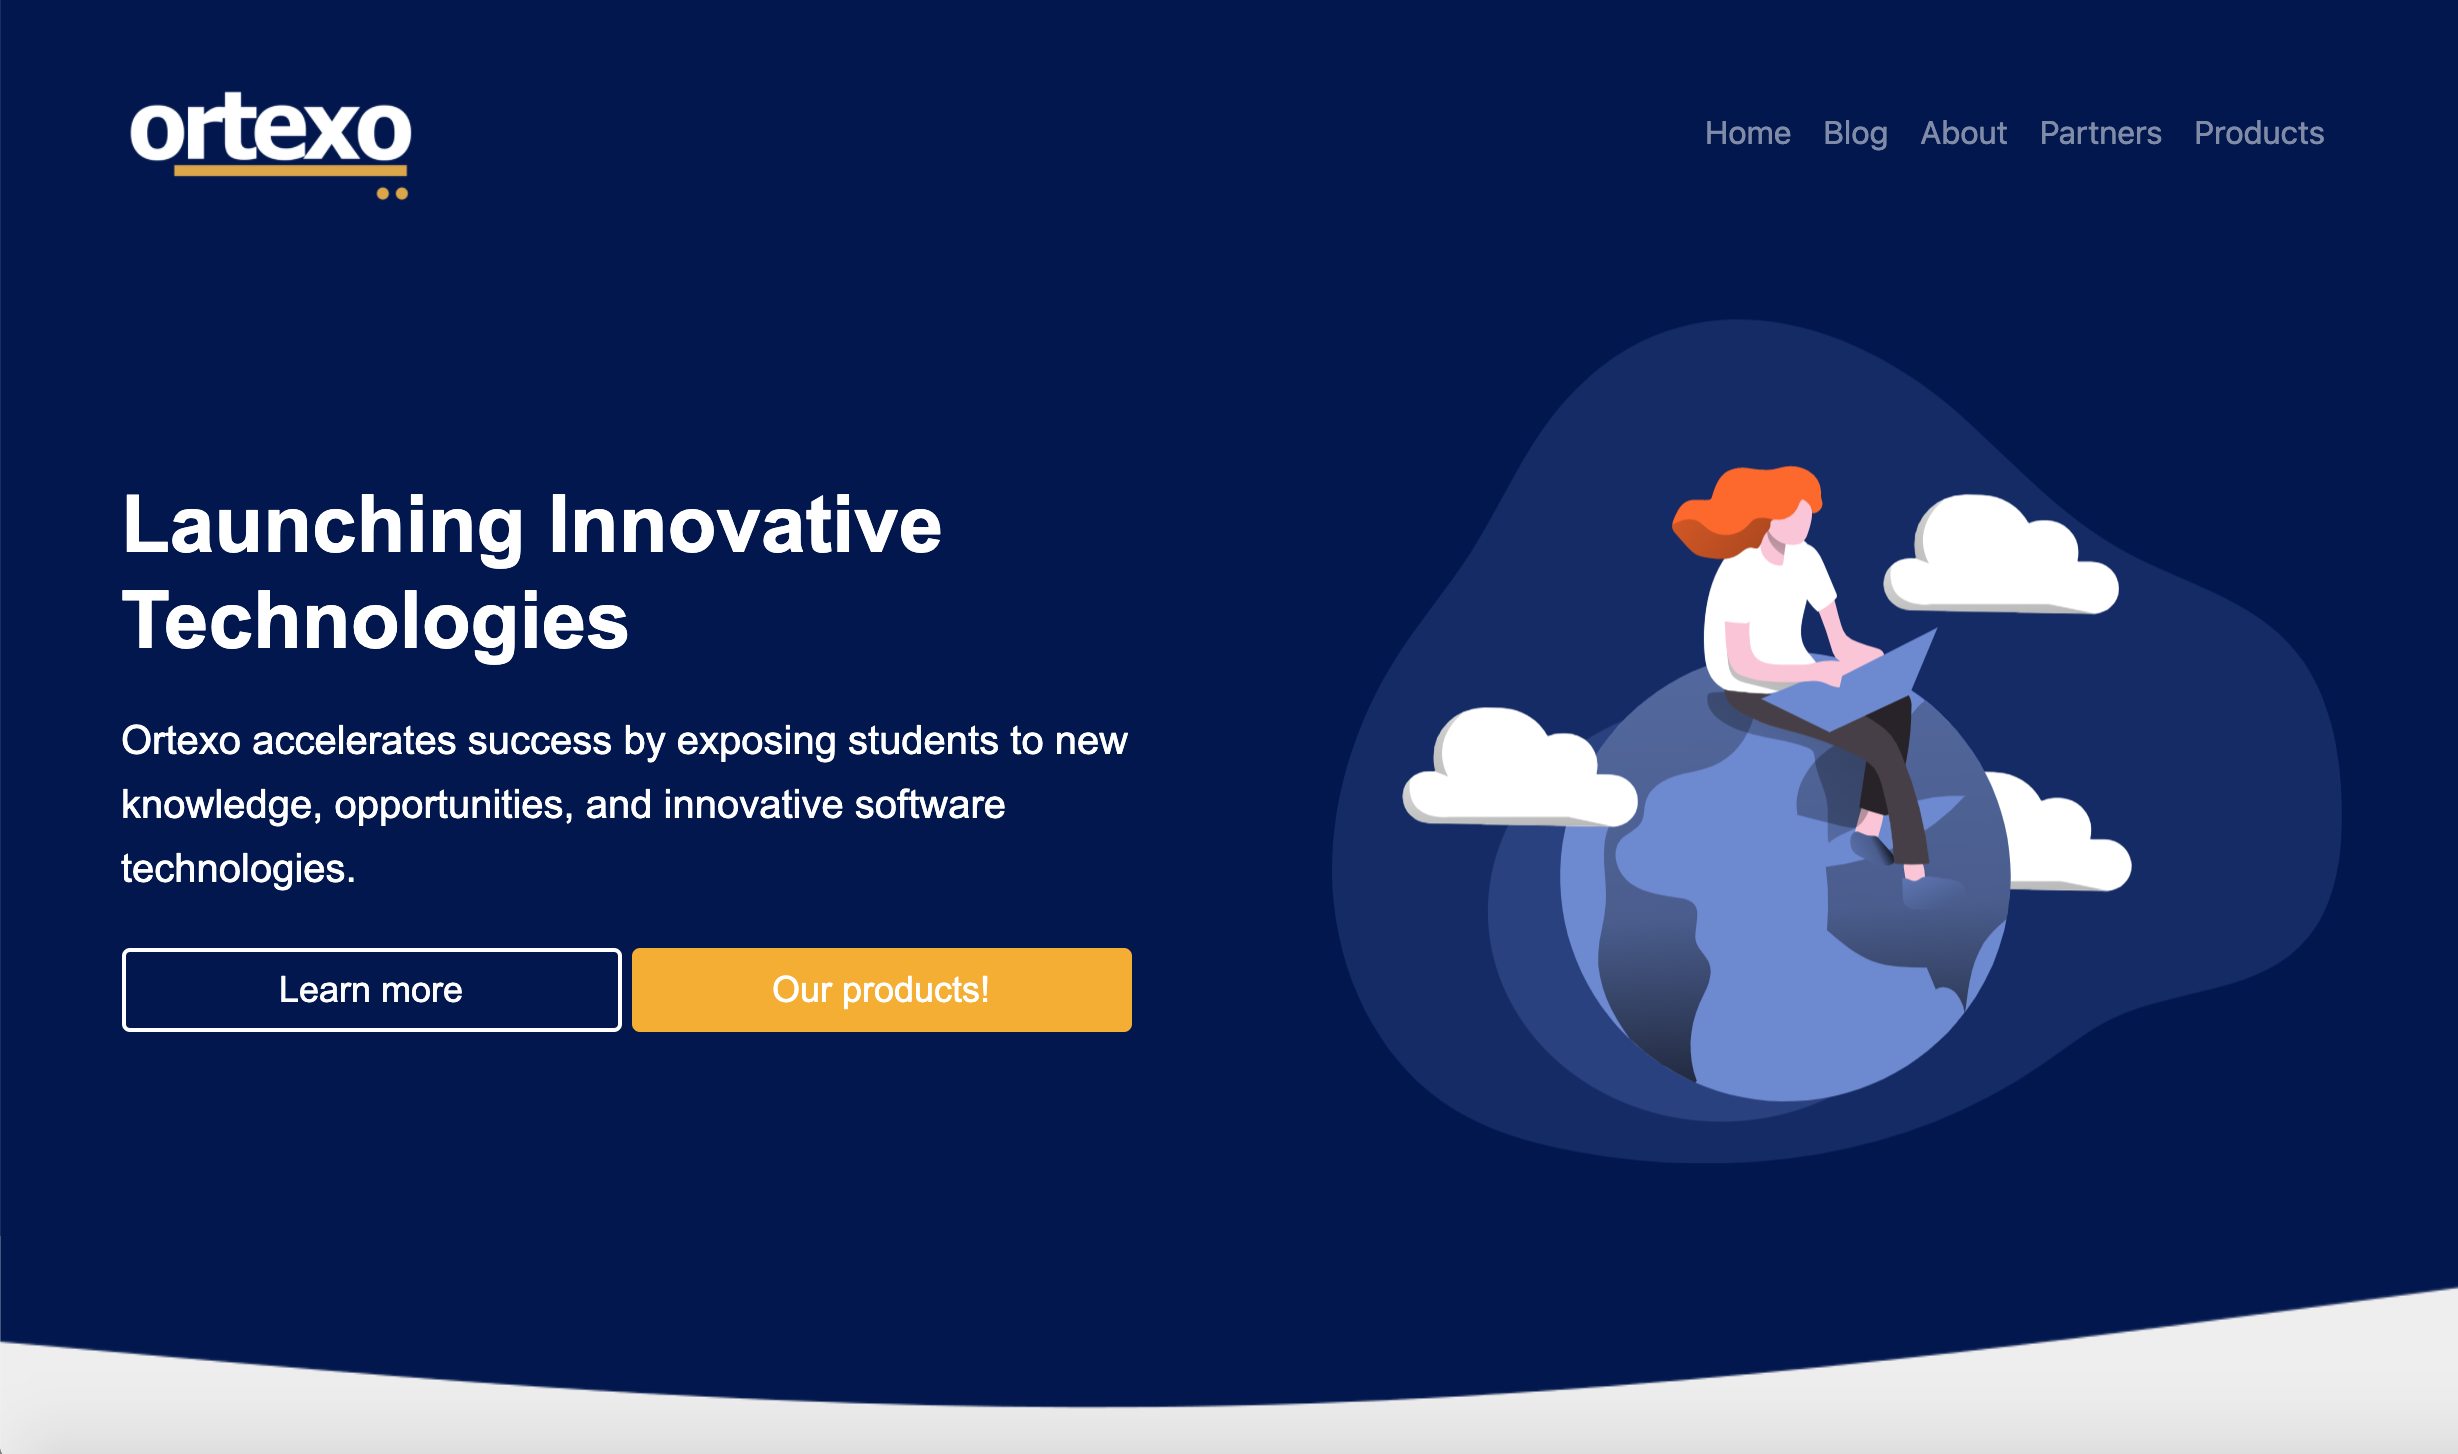 ortexo
Home Blog About Partners Products
Launching Innovative
Technologies
Ortexo accelerates success by exposing students to new
knowledge, opportunities, and innovative software
technologies.
Learn more
Our products!